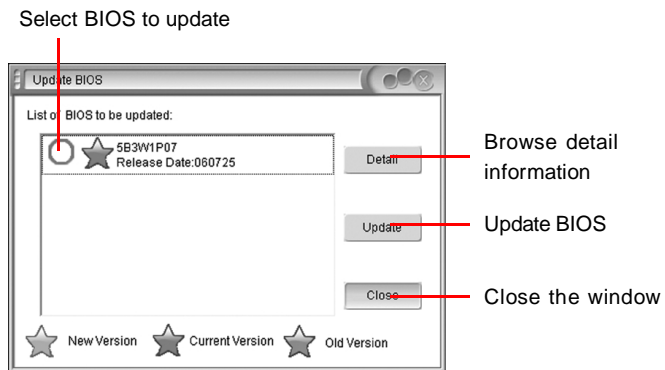 Select BIOS to update
Update BIOS
List of BIOS to be updated:
5B3W1P07
Release Date:060725
Detail
Browse detail
information
Update
Update BIOS
Close
Close the window
New Version
Current Version
Old Version